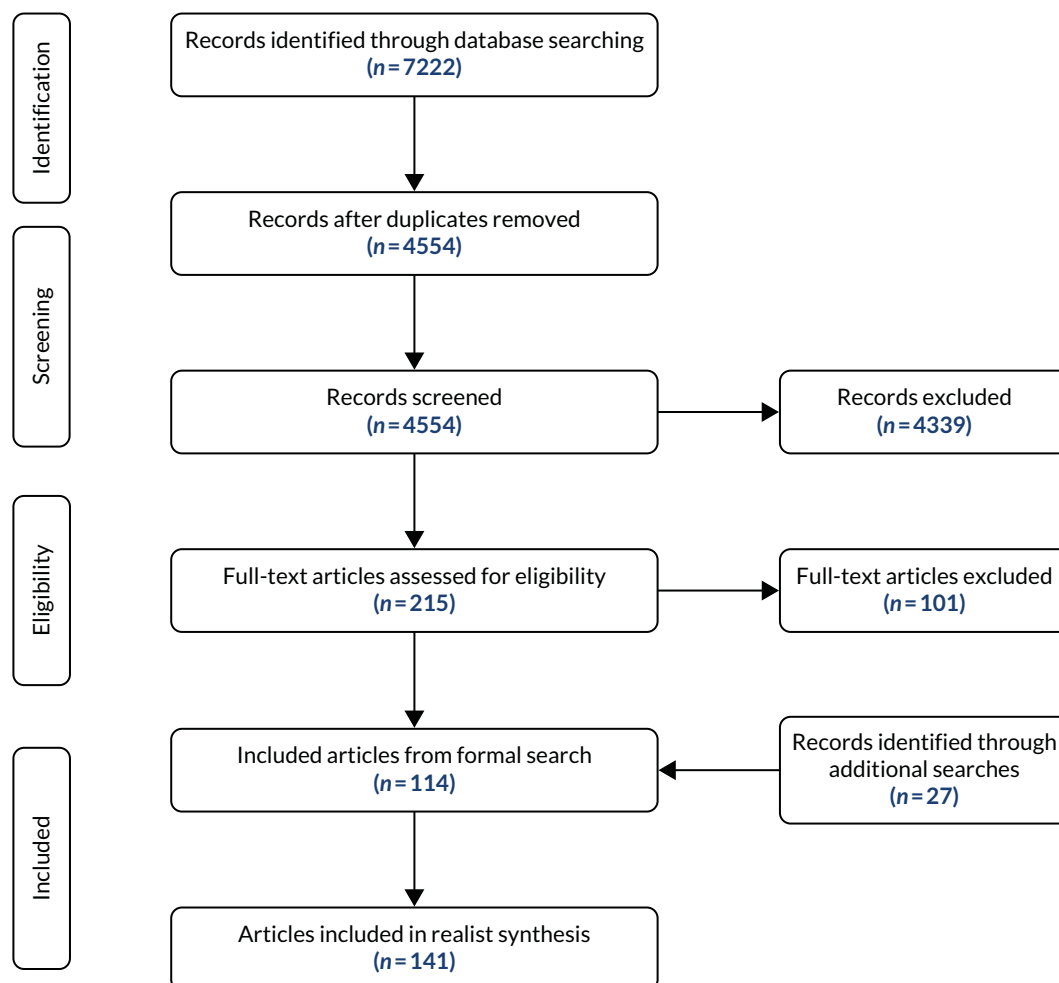 Identification
Records identified through database searching
(n = 7222)
Records after duplicates removed
(n = 4554)
Screening
Records screened
(n = 4554)
Records excluded
(n = 4339)
Eligibility
Full-text articles assessed for eligibility
(n = 215)
Full-text articles excluded
(n = 101)
Included
Included articles from formal search
(n = 114)
Records identified through
additional searches
(n = 27)
Articles included in realist synthesis
(n = 141)